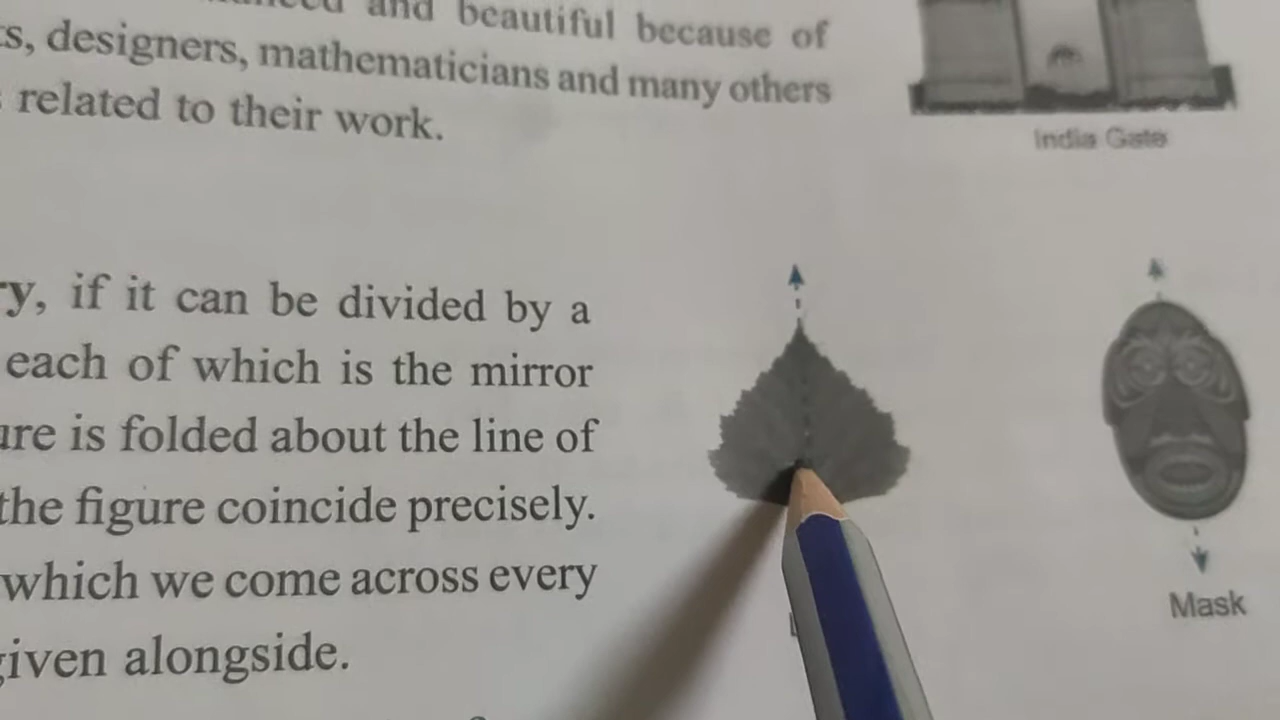 and beautiful because of
designers, mathematicians and many others
related to their work.
India Gate
if it can be divided by a
each of which is the mirror
is folded about the line of
the figure coincide precisely.
which we come across every
given alongside.
Mask